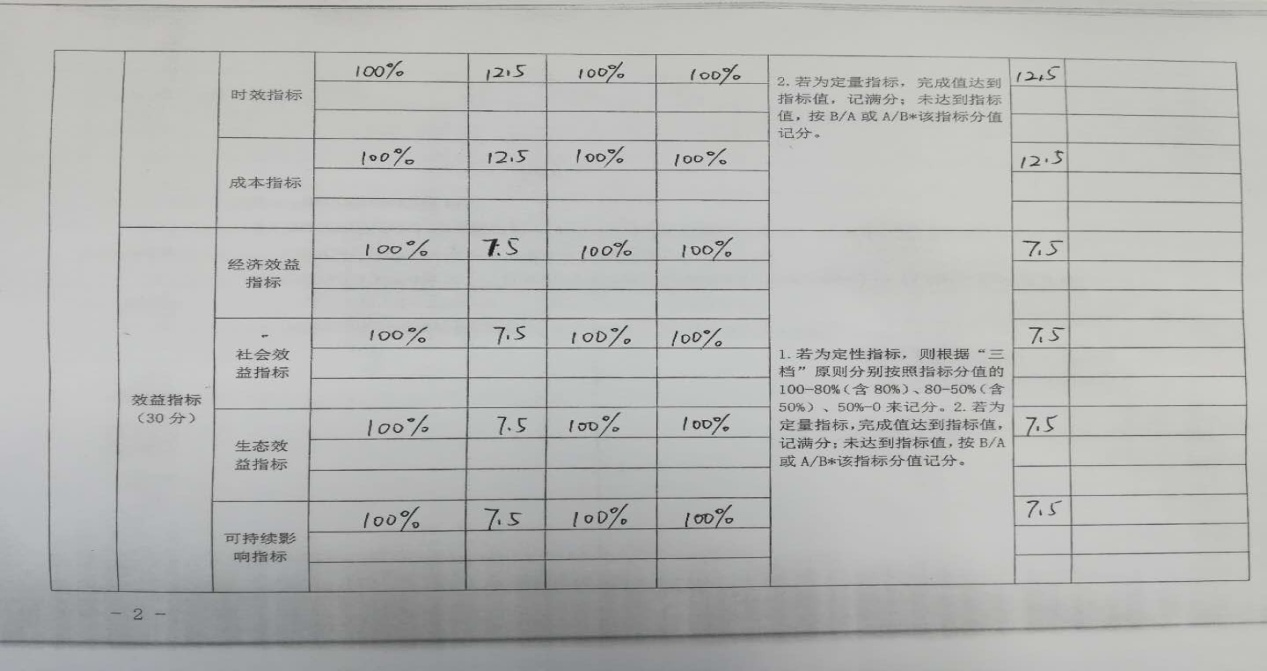 时效指标
100% 12.5 100% 100%
2.若为定量指标，完成值达到
指标值，记满分；未达到指标
值，按 B/A 或 A/B*该指标分值
记分。
12.5
成本指标
100% 12.5 100% 100%
12.5
效益指标
（30 分）
经济效益
指标
100% 7.5 100% 100%
7.5
社会效
益指标
100% 7.5 100% 100%
1.若为定性指标，则根据“三
档”原则分别按照指标分值的
100-80%(含 80%)、80-50%(含
50%)、50%-0 来记分。2.若为
定量指标,完成值达到指标值,
记满分;未达到指标值,按 B/A
或 A/B*该指标分值记分。
7.5
生态效
益指标
100% 7.5 100% 100%
7.5
可持续影
响指标
100% 7.5 100% 100%
7.5
- 2 -